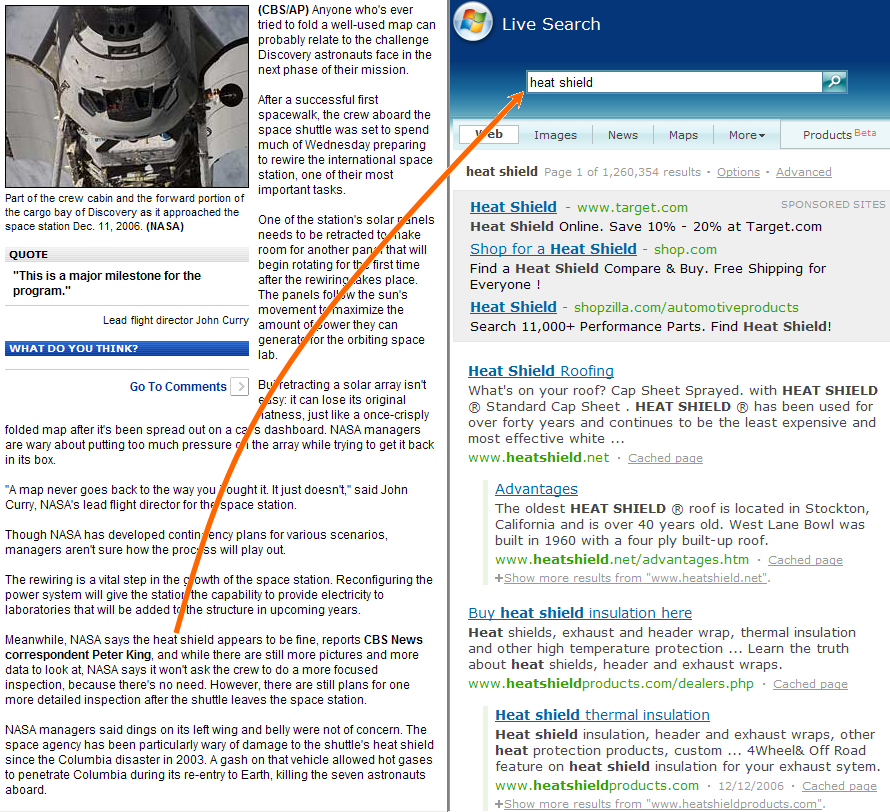 (CBS/AP) Anyone who's ever
tried to fold a well-used map can
probably relate to the challenge
Discovery astronauts face in the
next phase of their mission.
After a successful first
spacewalk, the crew aboard the
space shuttle was set to spend
much of Wednesday preparing
to rewire the international space
station, one of their most
important tasks.
Part of the crew cabin and the forward portion of
the cargo bay of Discovery as it approached the
space station Dec. 11, 2006. (NASA)
QUOTE
"This is a major milestone for the
program."
Lead flight director John Curry
WHAT DO YOU THINK?
Go To Comments
One of the station's solar panels
needs to be retracted to make
room for another panel that will
begin rotating for the first time
after the rewiring takes place.
The panels follow the sun's
movement to maximize the
amount of power they can
generate for the orbiting space
lab.
But retracting a solar array isn't
easy: it can lose its original
flatness, just like a once-crisply
folded map after it's been spread out on a car's dashboard. NASA managers
are wary about putting too much pressure on the array while trying to get it back
in its box.
"A map never goes back to the way you bought it. It just doesn't," said John
Curry, NASA's lead flight director for the space station.
Though NASA has developed contingency plans for various scenarios,
managers aren't sure how the process will play out.
The rewiring is a vital step in the growth of the space station. Reconfiguring the
power system will give the station the capability to provide electricity to
laboratories that will be added to the structure in upcoming years.
Meanwhile, NASA says the heat shield appears to be fine, reports CBS News
correspondent Peter King, and while there are still more pictures and more
data to look at, NASA says it won't ask the crew to do a more focused
inspection, because there's no need. However, there are still plans for one
more detailed inspection after the shuttle leaves the space station.
NASA managers said dings on its left wing and belly were not of concern. The
space agency has been particularly wary of damage to the shuttle's heat shield
since the Columbia disaster in 2003. A gash on that vehicle allowed hot gases
to penetrate Columbia during its re-entry to Earth, killing the seven astronauts
aboard.
Live Search
heat shield
Web Images News Maps More Products Beta
heat shield Page 1 of 1,260,354 results · Options · Advanced
SPONSORED SITES
Heat Shield - www.target.com
Heat Shield Online. Save 10% - 20% at Target.com
Shop for a Heat Shield - shop.com
Find a Heat Shield Compare & Buy. Free Shipping for
Everyone !
Heat Shield - shopzilla.com/automotiveproducts
Search 11,000+ Performance Parts. Find Heat Shield!
Heat Shield Roofing
What's on your roof? Cap Sheet Sprayed. with HEAT SHIELD
® Standard Cap Sheet . HEAT SHIELD ® has been used for
over forty years and continues to be the least expensive and
most effective white ...
www.heatshield.net · Cached page
Advantages
The oldest HEAT SHIELD ® roof is located in Stockton,
California and is over 40 years old. West Lane Bowl was
built in 1960 with a four ply built-up roof.
www.heatshield.net/advantages.htm · Cached page
+Show more results from "www.heatshield.net".
Buy heat shield insulation here
Heat shields, exhaust and header wrap, thermal insulation
and other high temperature protection ... Learn the truth
about heat shields, header and exhaust wraps.
www.heatshieldproducts.com/dealers.php · Cached page
Heat shield thermal insulation
Heat shield insulation, header and exhaust wraps, other
heat protection products, custom ... 4Wheel& Off Road
feature on heat shield insulation for your exhaust sytem.
www.heatshieldproducts.com · 12/12/2006 · Cached page
+Show more results from "www.heatshieldproducts.com".